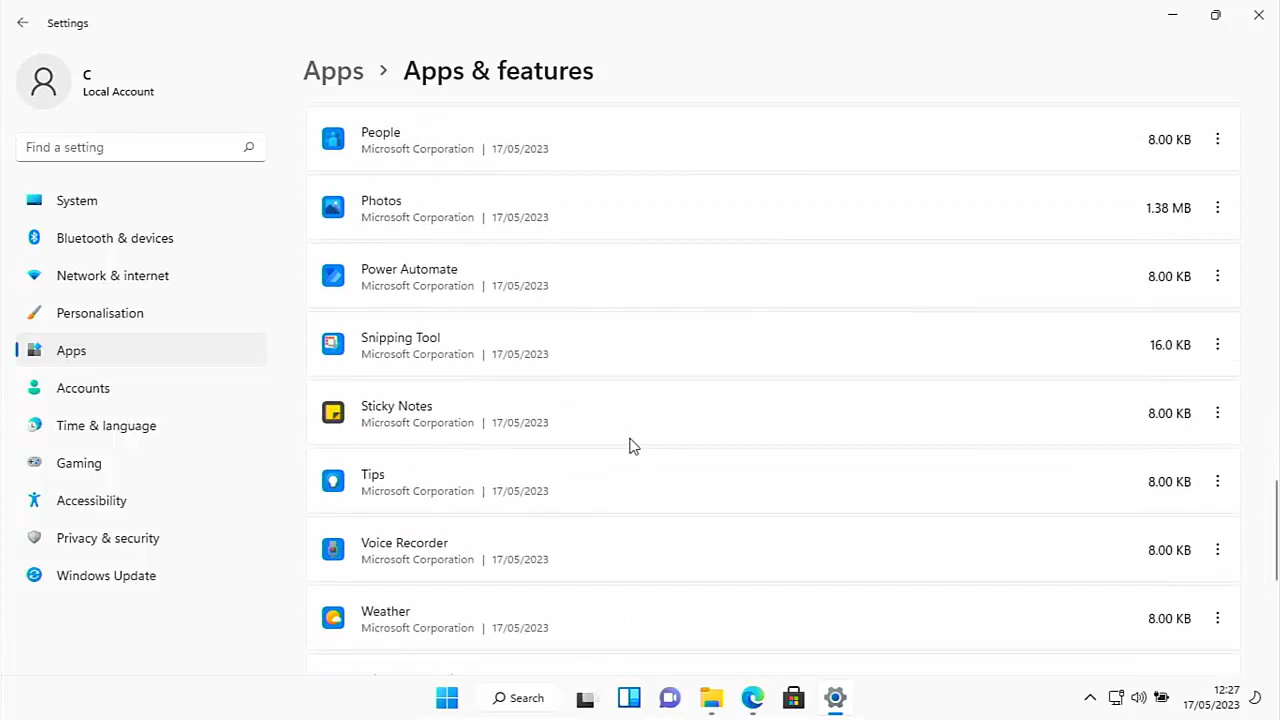 Settings
C
Local Account
Find a setting
System
Bluetooth & devices
Network & internet
Personalisation
Apps
Accounts
Time & language
Gaming
Accessibility
Privacy & security
Windows Update
Apps > Apps & features
People
Microsoft Corporation | 17/05/2023
8.00 KB
Photos
Microsoft Corporation | 17/05/2023
1.38 MB
Power Automate
Microsoft Corporation | 17/05/2023
8.00 KB
Snipping Tool
Microsoft Corporation | 17/05/2023
16.0 KB
Sticky Notes
Microsoft Corporation | 17/05/2023
8.00 KB
Tips
Microsoft Corporation | 17/05/2023
8.00 KB
Voice Recorder
Microsoft Corporation | 17/05/2023
8.00 KB
Weather
Microsoft Corporation | 17/05/2023
8.00 KB
Search
12:27
17/05/2023